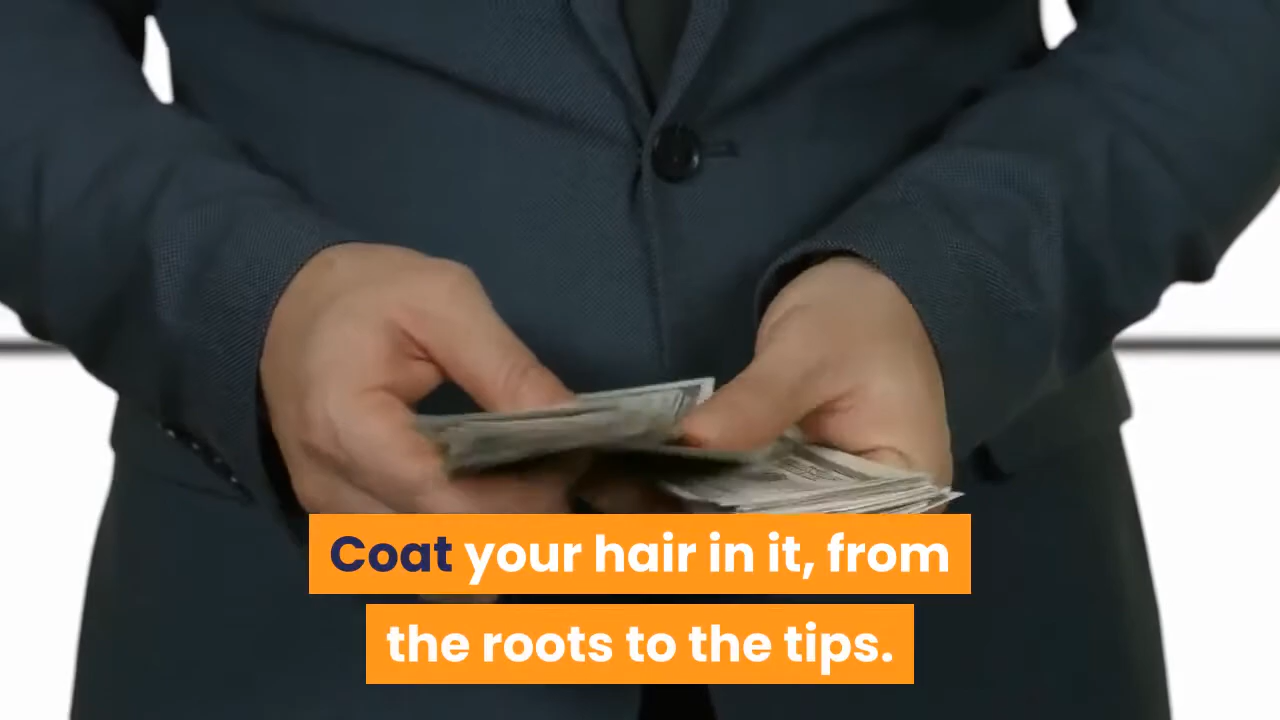 Coat your hair in it, from
the roots to the tips.